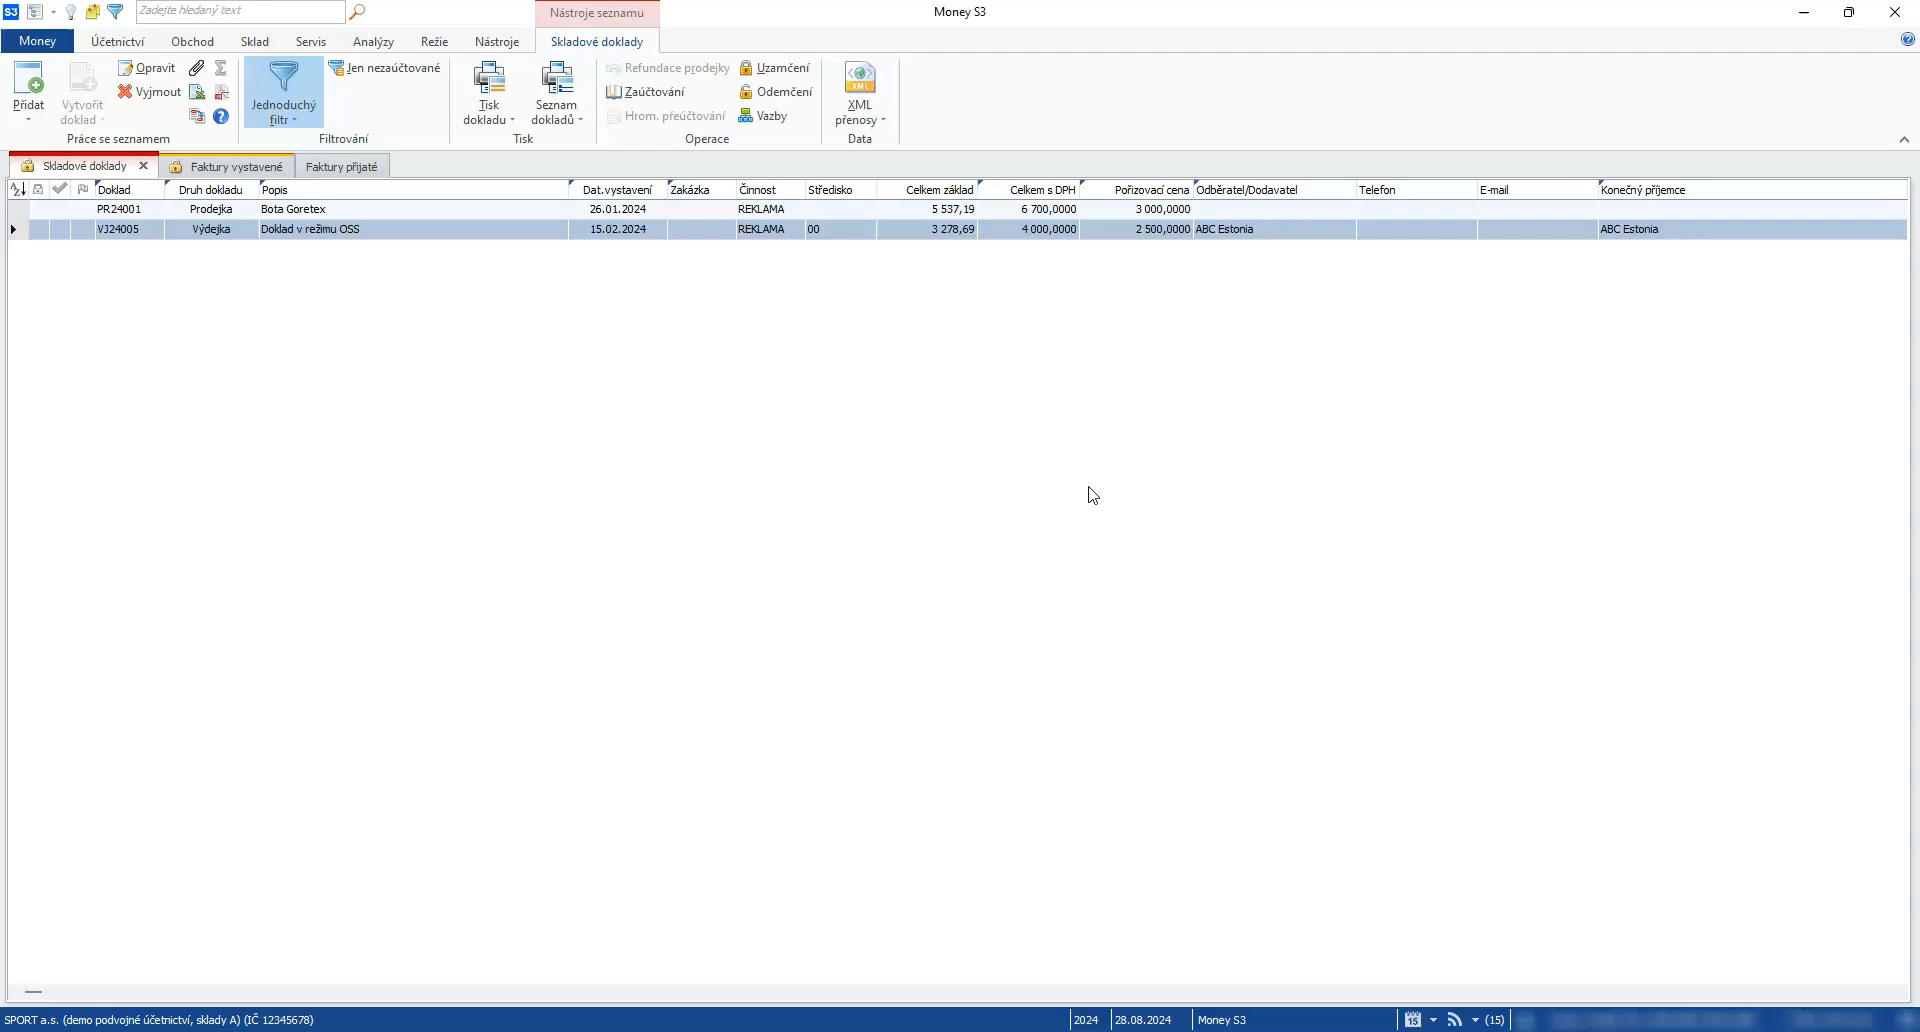 S3 Zadejte hledaný text Nástroje seznamu Money S3
Money Účetnictví Obchod Sklad Servis Analýzy Režie Nástroje Skladové doklady
Přidat
Vytvořit
doklad
Opravit
Vyjmout
Práce se seznamem
Jednoduchý
filtr
Jen nezaúčtované
Filtrování
Tisk
dokladu
Seznam
dokladů
Tisk
Refundace prodejky
Zaúčtování
Hrom. přeúčtování
Uzamčení
Odemčení
Vazby
Operace
XML
XML
přenosy
Data
Skladové doklady Faktury vystavené Faktury přijaté
Doklad Druh dokladu Popis Dat.vystavení Zakázka Činnost Středisko Celkem základ Celkem s DPH Pořizovací cena Odběratel/Dodavatel Telefon E-mail Konečný příjemce
PR24001 Prodejka Bota Goretex 26.01.2024 REKLAMA 5 537,19 6 700,0000 3 000,0000
VJ24005 Výdejka Doklad v režimu OSS 15.02.2024 REKLAMA 00 3 278,69 4 000,0000 2 500,0000 ABC Estonia ABC Estonia
SPORT a.s. (demo podvojné účetnictví, sklady A) (IČ 12345678) 2024 28.08.2024 Money S3 15 (15)